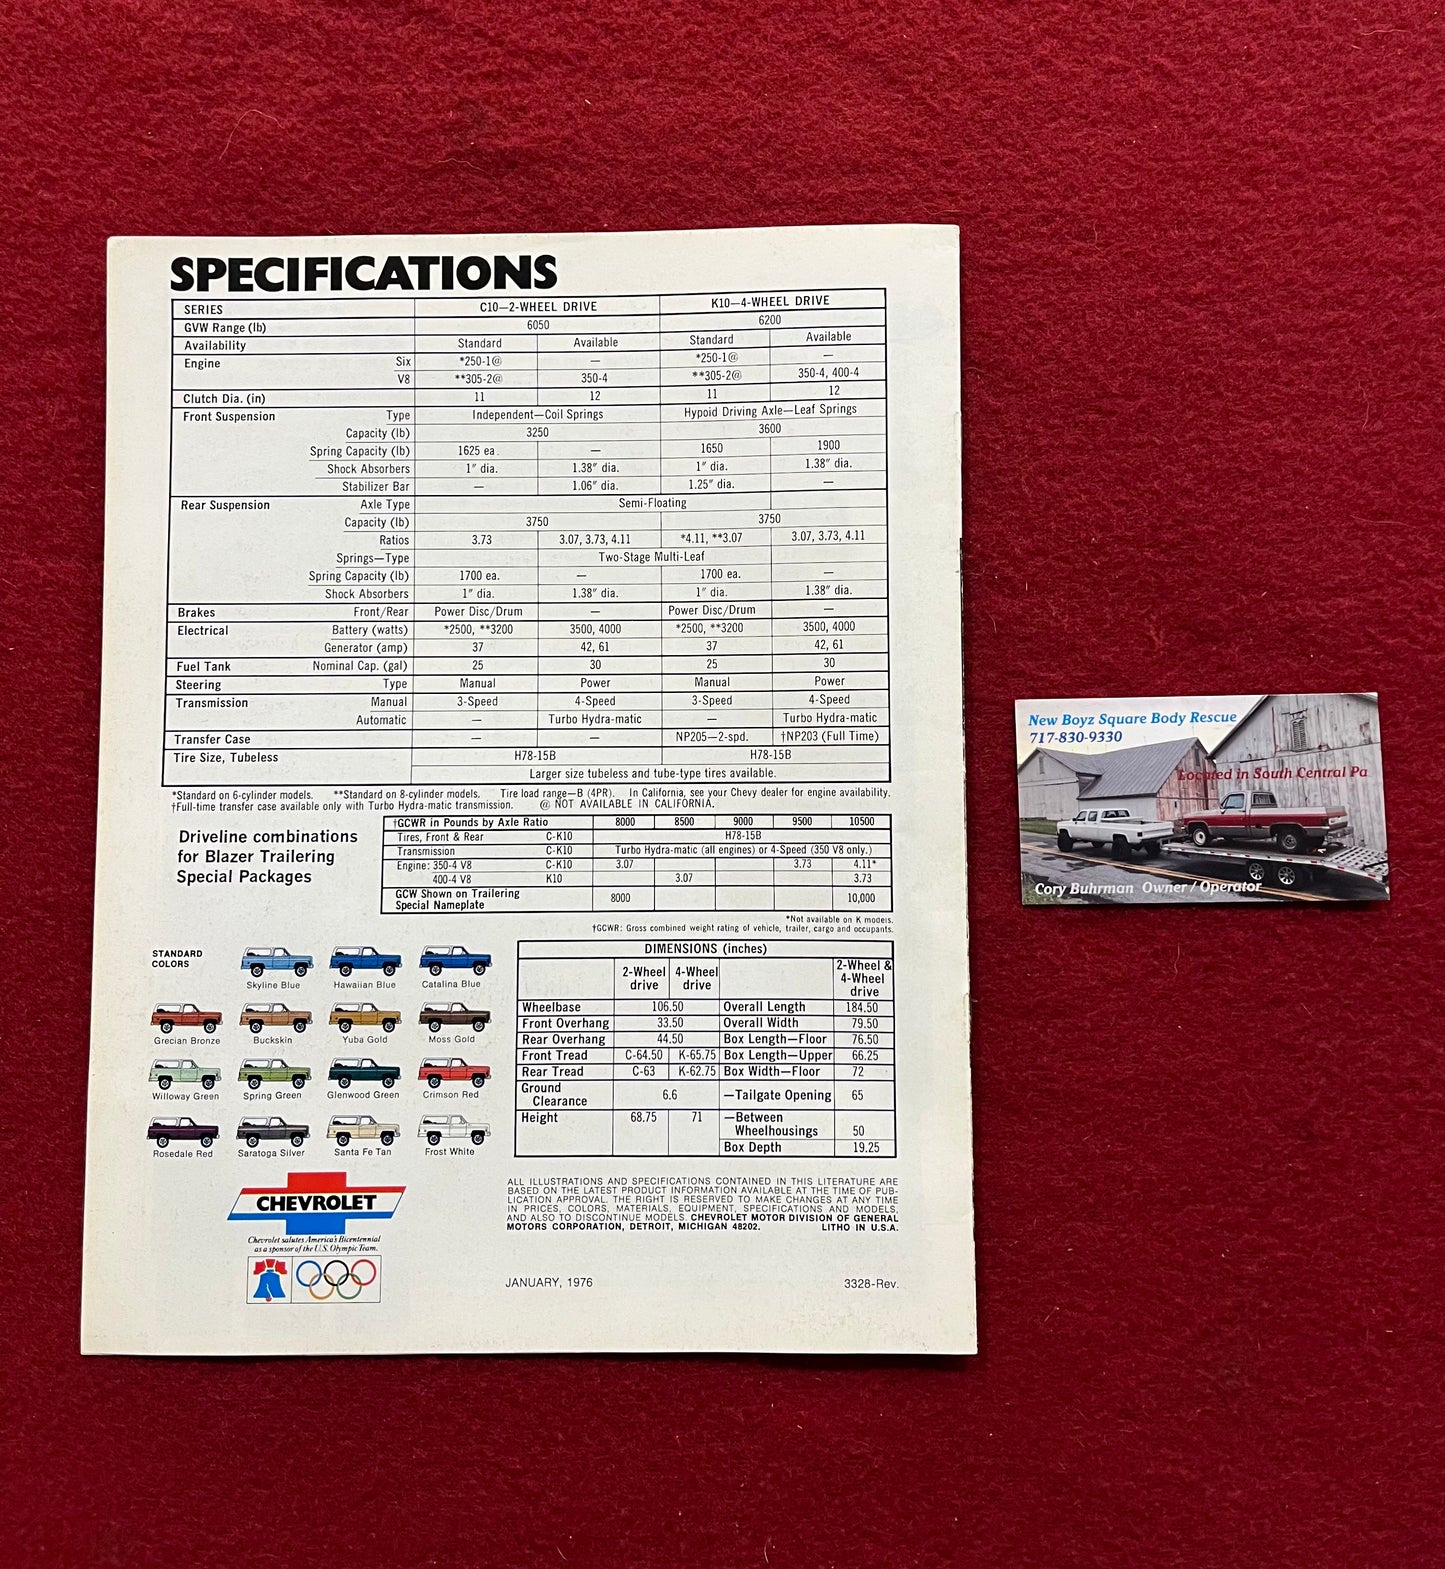 SPECIFICATIONS
SERIES C10—2-WHEEL DRIVE K10—4-WHEEL DRIVE
GVW Range (lb) 6050 6200
Availability Standard Available Standard Available
Engine Six *250-1@ — *250-1@ —
V8 **305-2@ 350-4 **305-2@ 350-4, 400-4
Clutch Dia. (in) 11 12 11 12
Front Suspension Type Independent—Coil Springs Hypoid Driving Axle—Leaf Springs
Capacity (lb) 3250 3600
Spring Capacity (lb) 1625 ea. — 1650 1900
Shock Absorbers 1" dia. 1.38" dia. 1" dia. 1.38" dia.
Stabilizer Bar — 1.06" dia. 1.25" dia. —
Rear Suspension Axle Type Semi-Floating
Capacity (lb) 3750 3750
Ratios 3.73 3.07, 3.73, 4.11 *4.11, **3.07 3.07, 3.73, 4.11
Springs—Type Two-Stage Multi-Leaf
Spring Capacity (lb) 1700 ea. — 1700 ea. —
Shock Absorbers 1" dia. 1.38" dia. 1" dia. 1.38" dia.
Brakes Front/Rear Power Disc/Drum — Power Disc/Drum —
Electrical Battery (watts) *2500, **3200 3500, 4000 *2500, **3200 3500, 4000
Generator (amp) 37 42, 61 37 42, 61
Fuel Tank Nominal Cap. (gal) 25 30 25 30
Steering Type Manual Power Manual Power
Transmission Manual 3-Speed 4-Speed 3-Speed 4-Speed
Automatic — Turbo Hydra-matic — Turbo Hydra-matic
Transfer Case — — NP205—2-spd. †NP203 (Full Time)
Tire Size, Tubeless H78-15B H78-15B
Larger size tubeless and tube-type tires available.
*Standard on 6-cylinder models. **Standard on 8-cylinder models. Tire load range—B (4PR). In California, see your Chevy dealer for engine availability.
†Full-time transfer case available only with Turbo Hydra-matic transmission. @ NOT AVAILABLE IN CALIFORNIA.
Driveline combinations
for Blazer Trailering
Special Packages
†GCWR in Pounds by Axle Ratio 8000 8500 9000 9500 10500
Tires, Front & Rear C-K10 H78-15B
Transmission C-K10 Turbo Hydra-matic (all engines) or 4-Speed (350 V8 only.)
Engine: 350-4 V8 C-K10 3.07 3.73 4.11*
400-4 V8 K10 3.07 3.73
GCW Shown on Trailering
Special Nameplate 8000 10,000
*Not available on K models.
†GCWR: Gross combined weight rating of vehicle, trailer, cargo and occupants.
STANDARD
COLORS
Skyline Blue Hawaiian Blue Catalina Blue
Grecian Bronze Buckskin Yuba Gold Moss Gold
Willoway Green Spring Green Glenwood Green Crimson Red
Rosedale Red Saratoga Silver Santa Fe Tan Frost White
DIMENSIONS (inches)
2-Wheel drive 4-Wheel drive 2-Wheel & 4-Wheel drive
Wheelbase 106.50 Overall Length 184.50
Front Overhang 33.50 Overall Width 79.50
Rear Overhang 44.50 Box Length—Floor 76.50
Front Tread C-64.50 K-65.75 Box Length—Upper 66.25
Rear Tread C-63 K-62.75 Box Width—Floor 72
Ground
Clearance 6.6 —Tailgate Opening 65
Height 68.75 71 —Between
Wheelhousings 50
Box Depth 19.25
CHEVROLET
Chevrolet salutes America's Bicentennial
as a sponsor of the U.S. Olympic Team.
ALL ILLUSTRATIONS AND SPECIFICATIONS CONTAINED IN THIS LITERATURE ARE
BASED ON THE LATEST PRODUCT INFORMATION AVAILABLE AT THE TIME OF PUB-
LICATION APPROVAL. THE RIGHT IS RESERVED TO MAKE CHANGES AT ANY TIME
IN PRICES, COLORS, MATERIALS, EQUIPMENT, SPECIFICATIONS AND MODELS,
AND ALSO TO DISCONTINUE MODELS. CHEVROLET MOTOR DIVISION OF GENERAL
MOTORS CORPORATION, DETROIT, MICHIGAN 48202. LITHO IN U.S.A.
JANUARY, 1976 3328-Rev.
New Boyz Square Body Rescue
717-830-9330
Located in South Central Pa
Cory Buhrman Owner / Operator